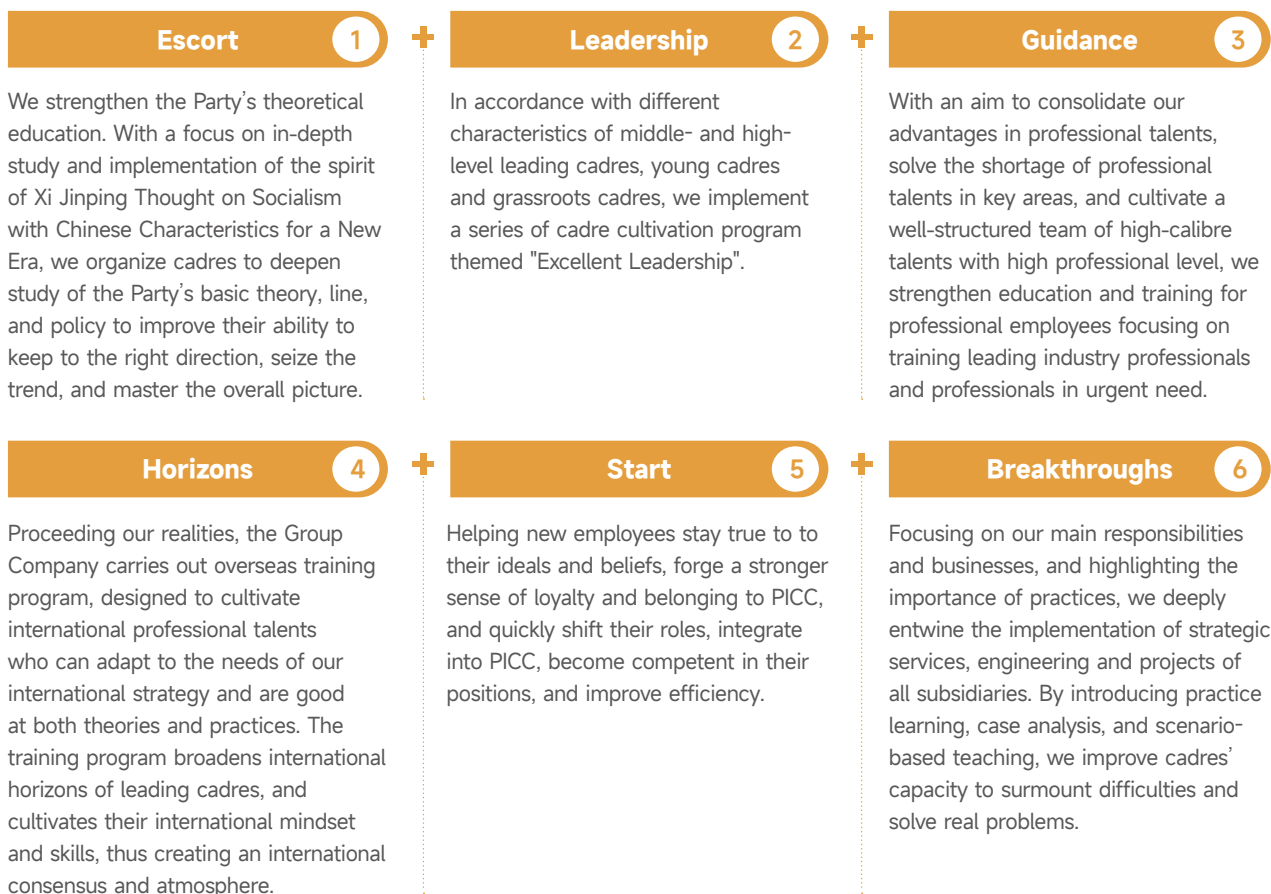 Escort 1
We strengthen the Party's theoretical
education. With a focus on in-depth
study and implementation of the spirit
of Xi Jinping Thought on Socialism
with Chinese Characteristics for a New
Era, we organize cadres to deepen
study of the Party's basic theory, line,
and policy to improve their ability to
keep to the right direction, seize the
trend, and master the overall picture.
Leadership 2
In accordance with different
characteristics of middle- and high-
level leading cadres, young cadres
and grassroots cadres, we implement
a series of cadre cultivation program
themed "Excellent Leadership".
Guidance 3
With an aim to consolidate our
advantages in professional talents,
solve the shortage of professional
talents in key areas, and cultivate a
well-structured team of high-calibre
talents with high professional level, we
strengthen education and training for
professional employees focusing on
training leading industry professionals
and professionals in urgent need.
Horizons 4
Proceeding our realities, the Group
Company carries out overseas training
program, designed to cultivate
international professional talents
who can adapt to the needs of our
international strategy and are good
at both theories and practices. The
training program broadens international
horizons of leading cadres, and
cultivates their international mindset
and skills, thus creating an international
consensus and atmosphere.
Start 5
Helping new employees stay true to to
their ideals and beliefs, forge a stronger
sense of loyalty and belonging to PICC,
and quickly shift their roles, integrate
into PICC, become competent in their
positions, and improve efficiency.
Breakthroughs 6
Focusing on our main responsibilities
and businesses, and highlighting the
importance of practices, we deeply
entwine the implementation of strategic
services, engineering and projects of
all subsidiaries. By introducing practice
learning, case analysis, and scenario-
based teaching, we improve cadres'
capacity to surmount difficulties and
solve real problems.